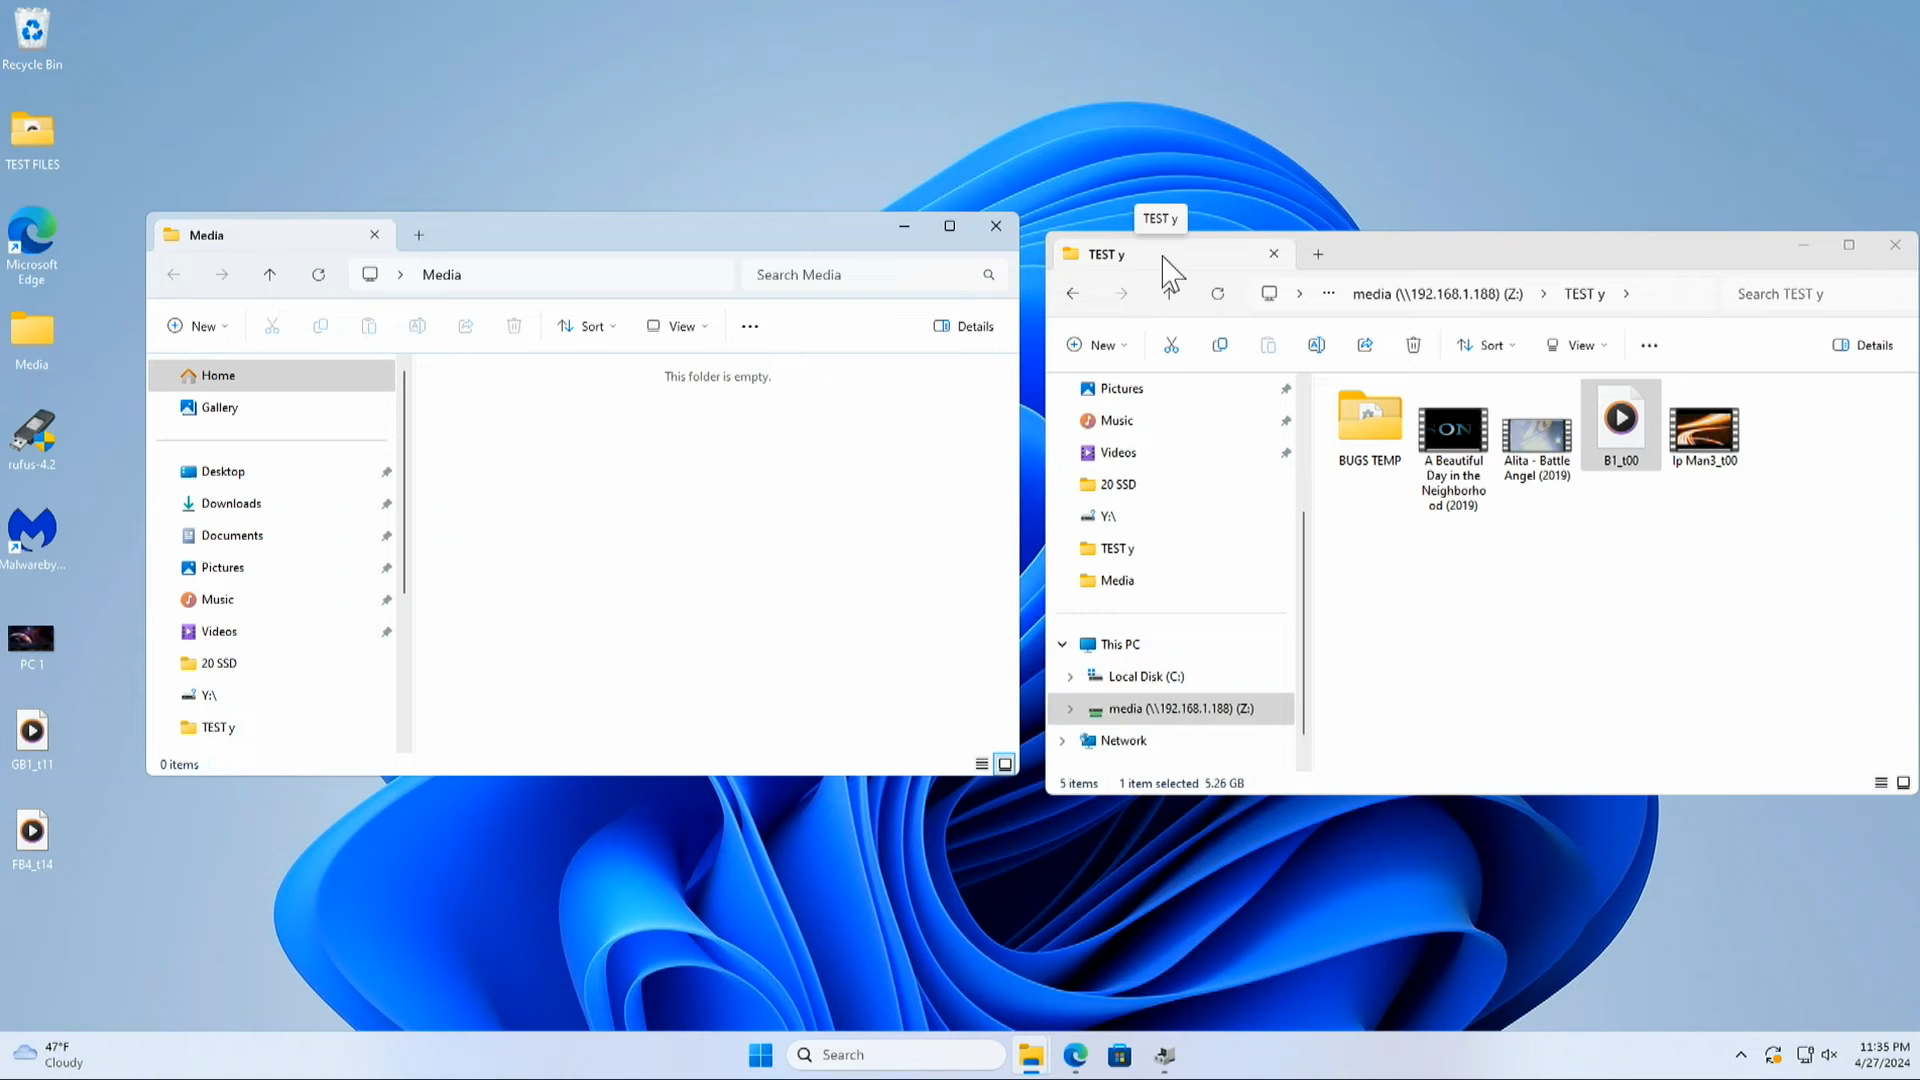 Recycle Bin
TEST FILES
Microsoft
Edge
Media
rufus-4.2
Malwareby...
PC 1
GB1_t11
FB4_t14
Media
Media
Search Media
New
Sort
View
Details
Home
Gallery
Desktop
Downloads
Documents
Pictures
Music
Videos
20 SSD
Y:\
TEST y
This folder is empty.
0 items
TEST y
TEST y
media (\\192.168.1.188) (Z:)
TEST y
Search TEST y
New
Sort
View
Details
Pictures
Music
Videos
20 SSD
Y:\
TEST y
Media
This PC
Local Disk (C:)
media (\\192.168.1.188) (Z:)
Network
BUGS TEMP
ON
A Beautiful
Day in the
Neighborho
od (2019)
Alita - Battle
Angel (2019)
B1_t00
Ip Man3_t00
5 items
1 item selected 5.26 GB
47°F
Cloudy
Search
11:35 PM
4/27/2024